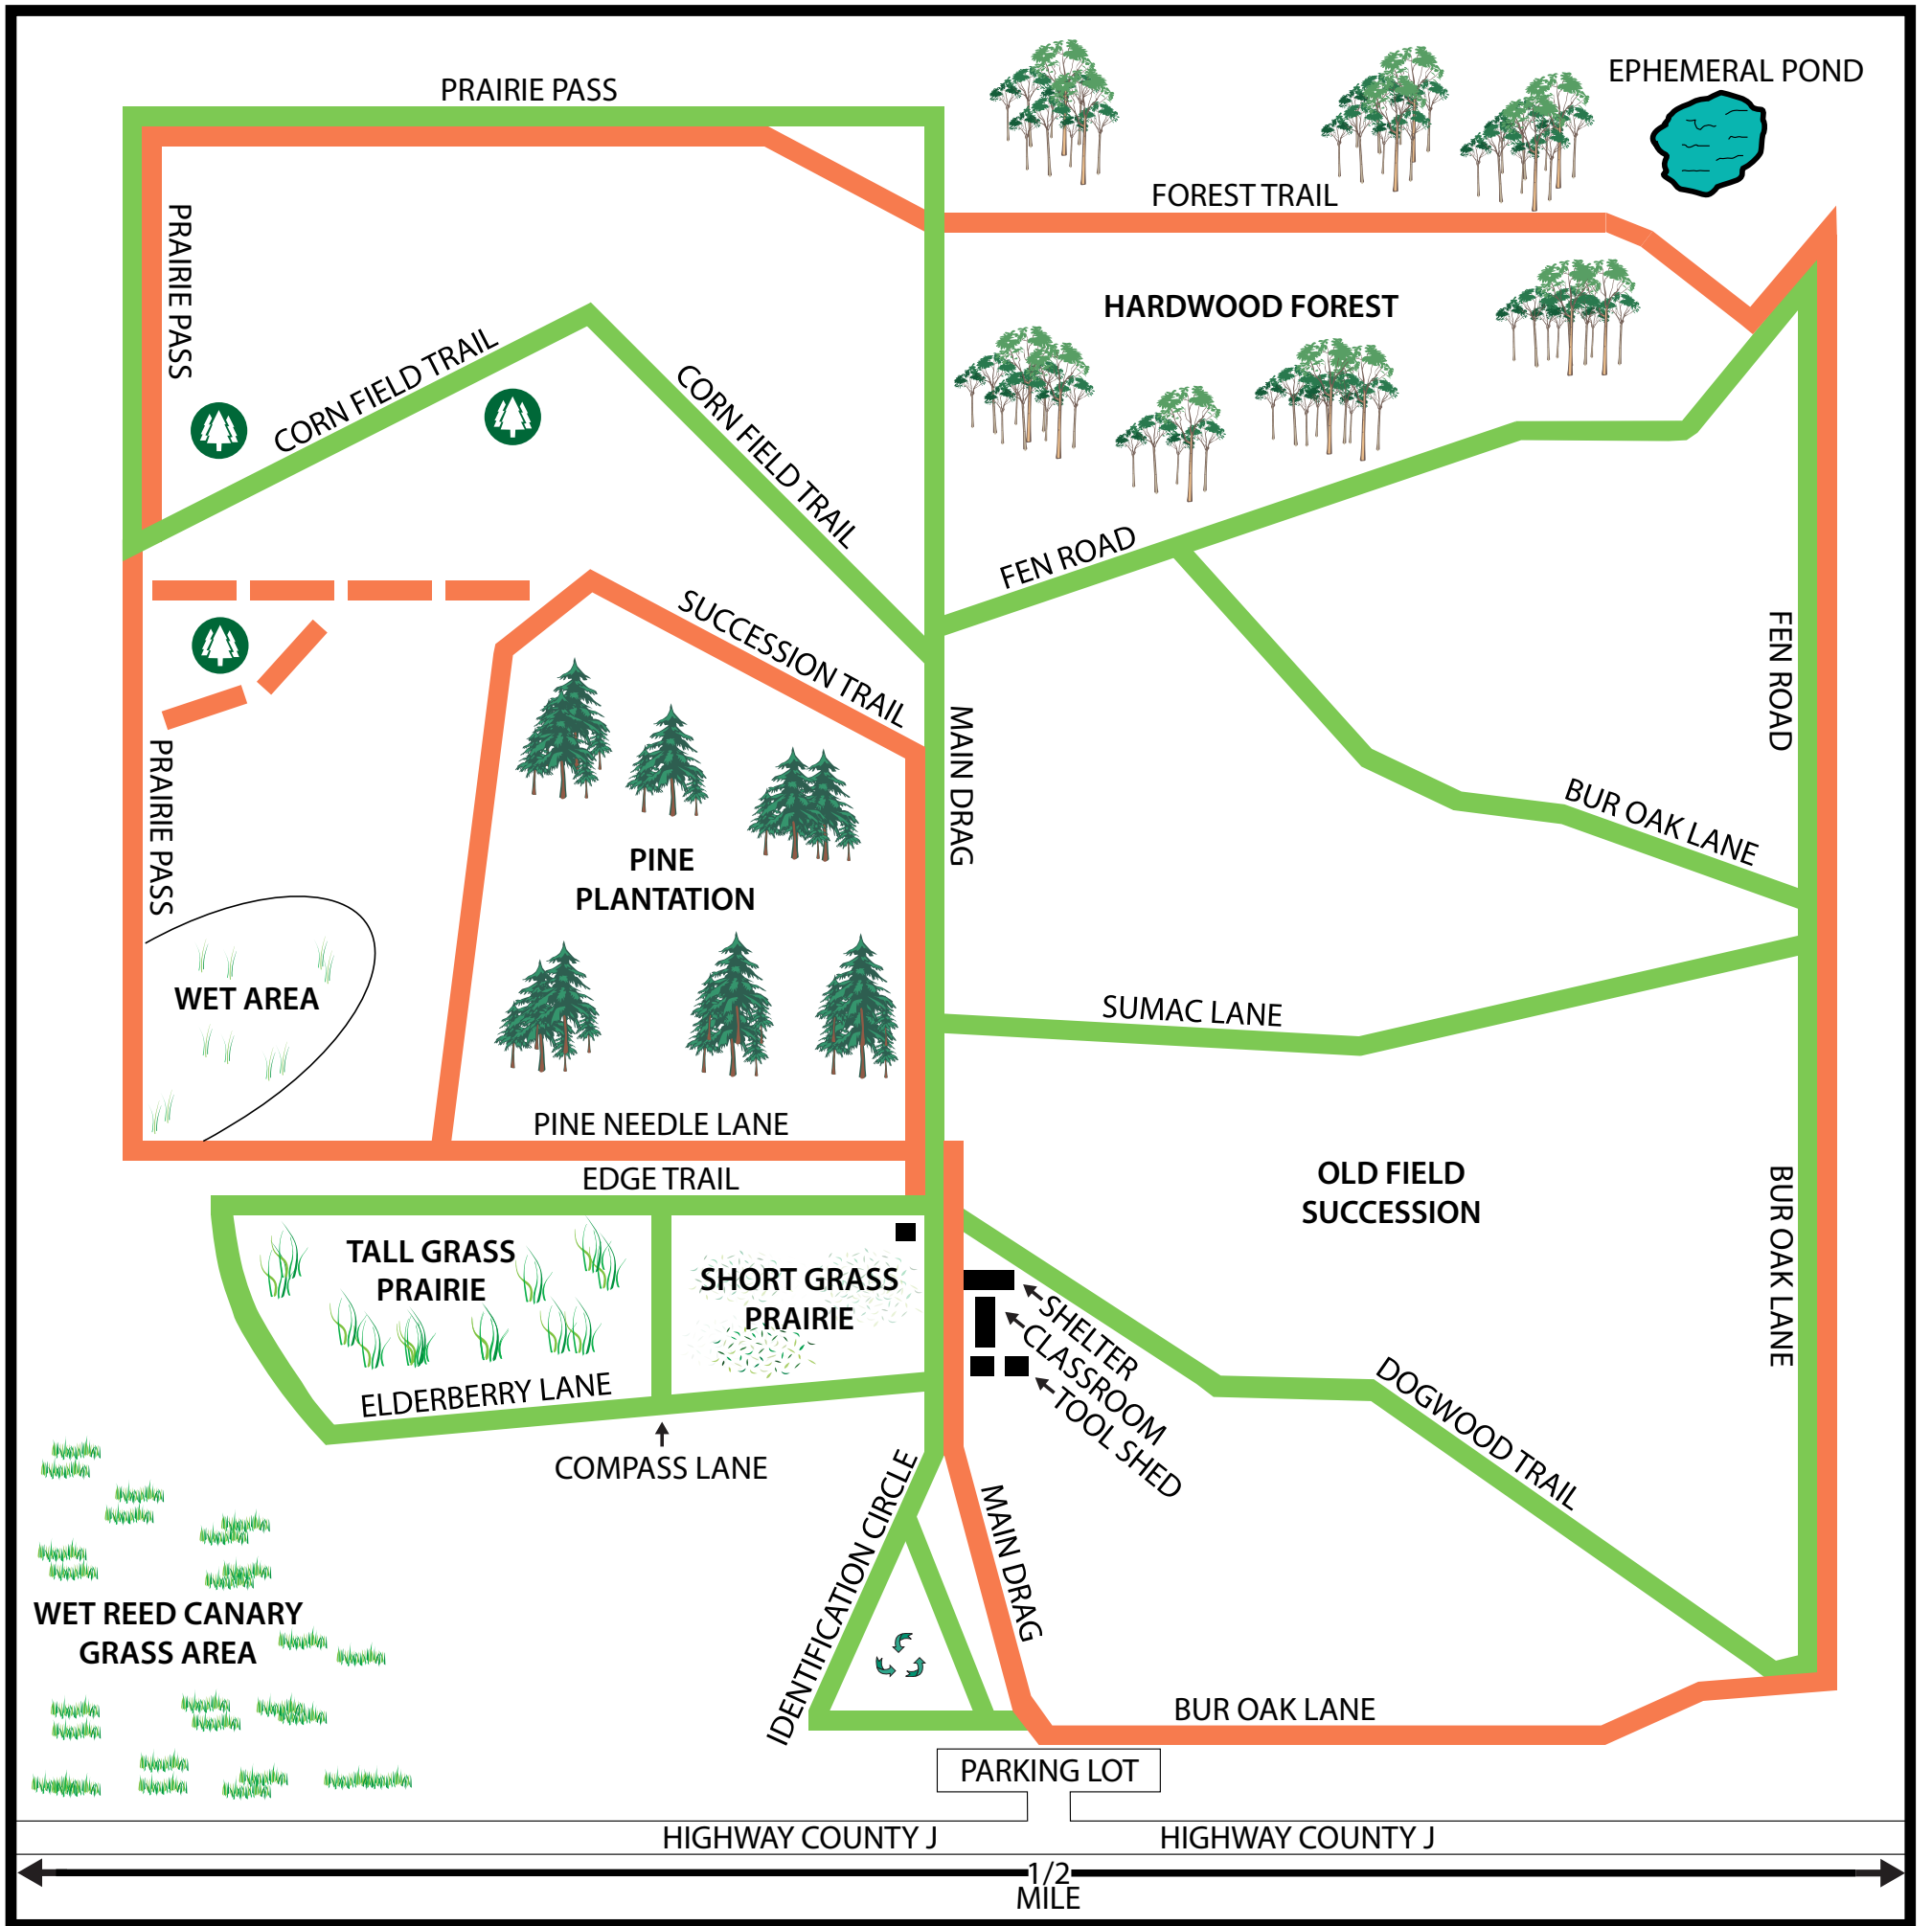 PRAIRIE PASS
EPHEMERAL POND
FOREST TRAIL
PRAIRIE PASS
HARDWOOD FOREST
CORN FIELD TRAIL
CORN FIELD TRAIL
FEN ROAD
SUCCESSION TRAIL
FEN ROAD
MAIN DRAG
PRAIRIE PASS
BUR OAK LANE
PINE
PLANTATION
WET AREA
SUMAC LANE
PINE NEEDLE LANE
EDGE TRAIL
OLD FIELD
SUCCESSION
BUR OAK LANE
TALL GRASS
PRAIRIE
SHORT GRASS
PRAIRIE
SHELTER
CLASSROOM
TOOL SHED
ELDERBERRY LANE
DOGWOOD TRAIL
COMPASS LANE
IDENTIFICATION CIRCLE
MAIN DRAG
WET REED CANARY
GRASS AREA
BUR OAK LANE
PARKING LOT
HIGHWAY COUNTY J
HIGHWAY COUNTY J
1/2
MILE